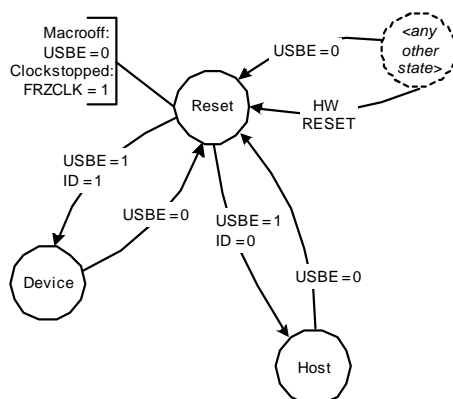 Macrooff:
USBE = 0
Clockstopped:
FRZCLK = 1
USBE = 0
<any
other
state>
Reset
HW
RESET
USBE = 1
ID = 1
USBE = 0
USBE = 1
ID = 0
USBE = 0
Device
Host